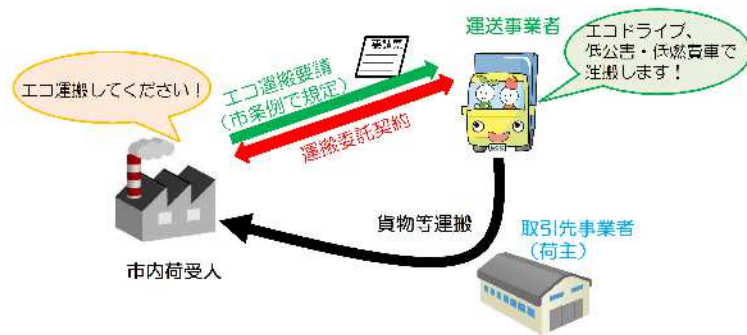 運送事業者
エコドライブ、
低公害・低燃費車で
運搬します!
要請書
エコ運搬してください!
エコ運搬要請
(市条例で規定)
運搬委託契約
貨物等運搬
取引先事業者
(荷主)
市内荷受人